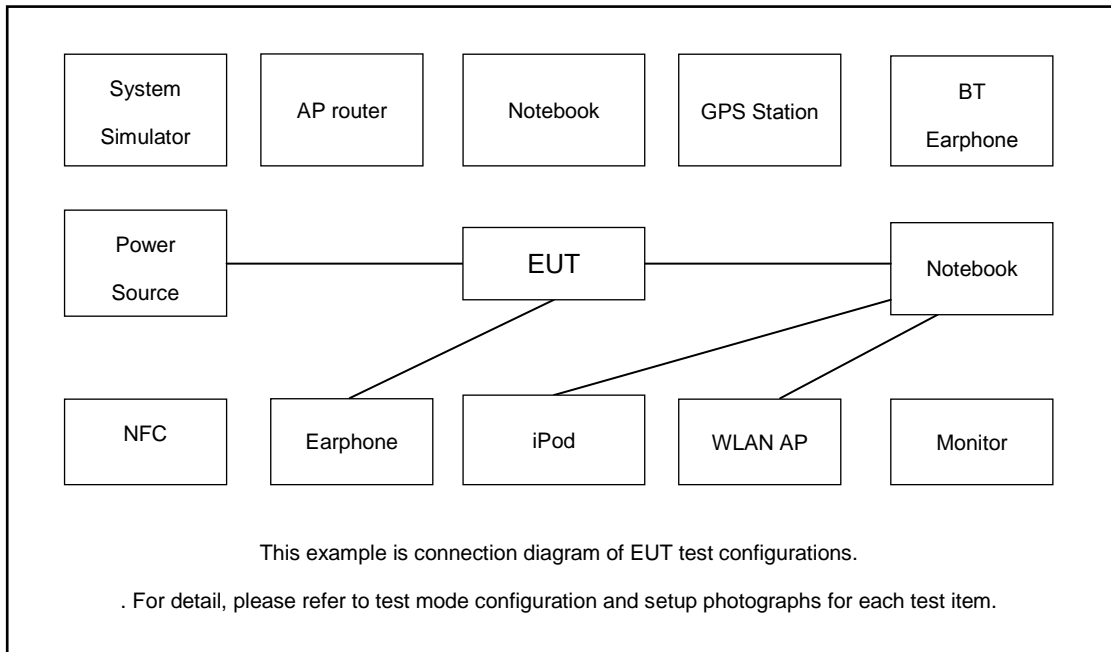 System
Simulator
AP router
Notebook
GPS Station
BT
Earphone
Power
Source
EUT
Notebook
NFC
Earphone
iPod
WLAN AP
Monitor
This example is connection diagram of EUT test configurations.
. For detail, please refer to test mode configuration and setup photographs for each test item.